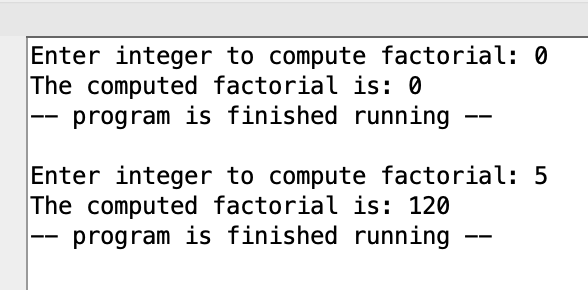 Enter integer to compute factorial: 0
The computed factorial is: 0
-- program is finished running --
Enter integer to compute factorial: 5
The computed factorial is: 120
-- program is finished running --